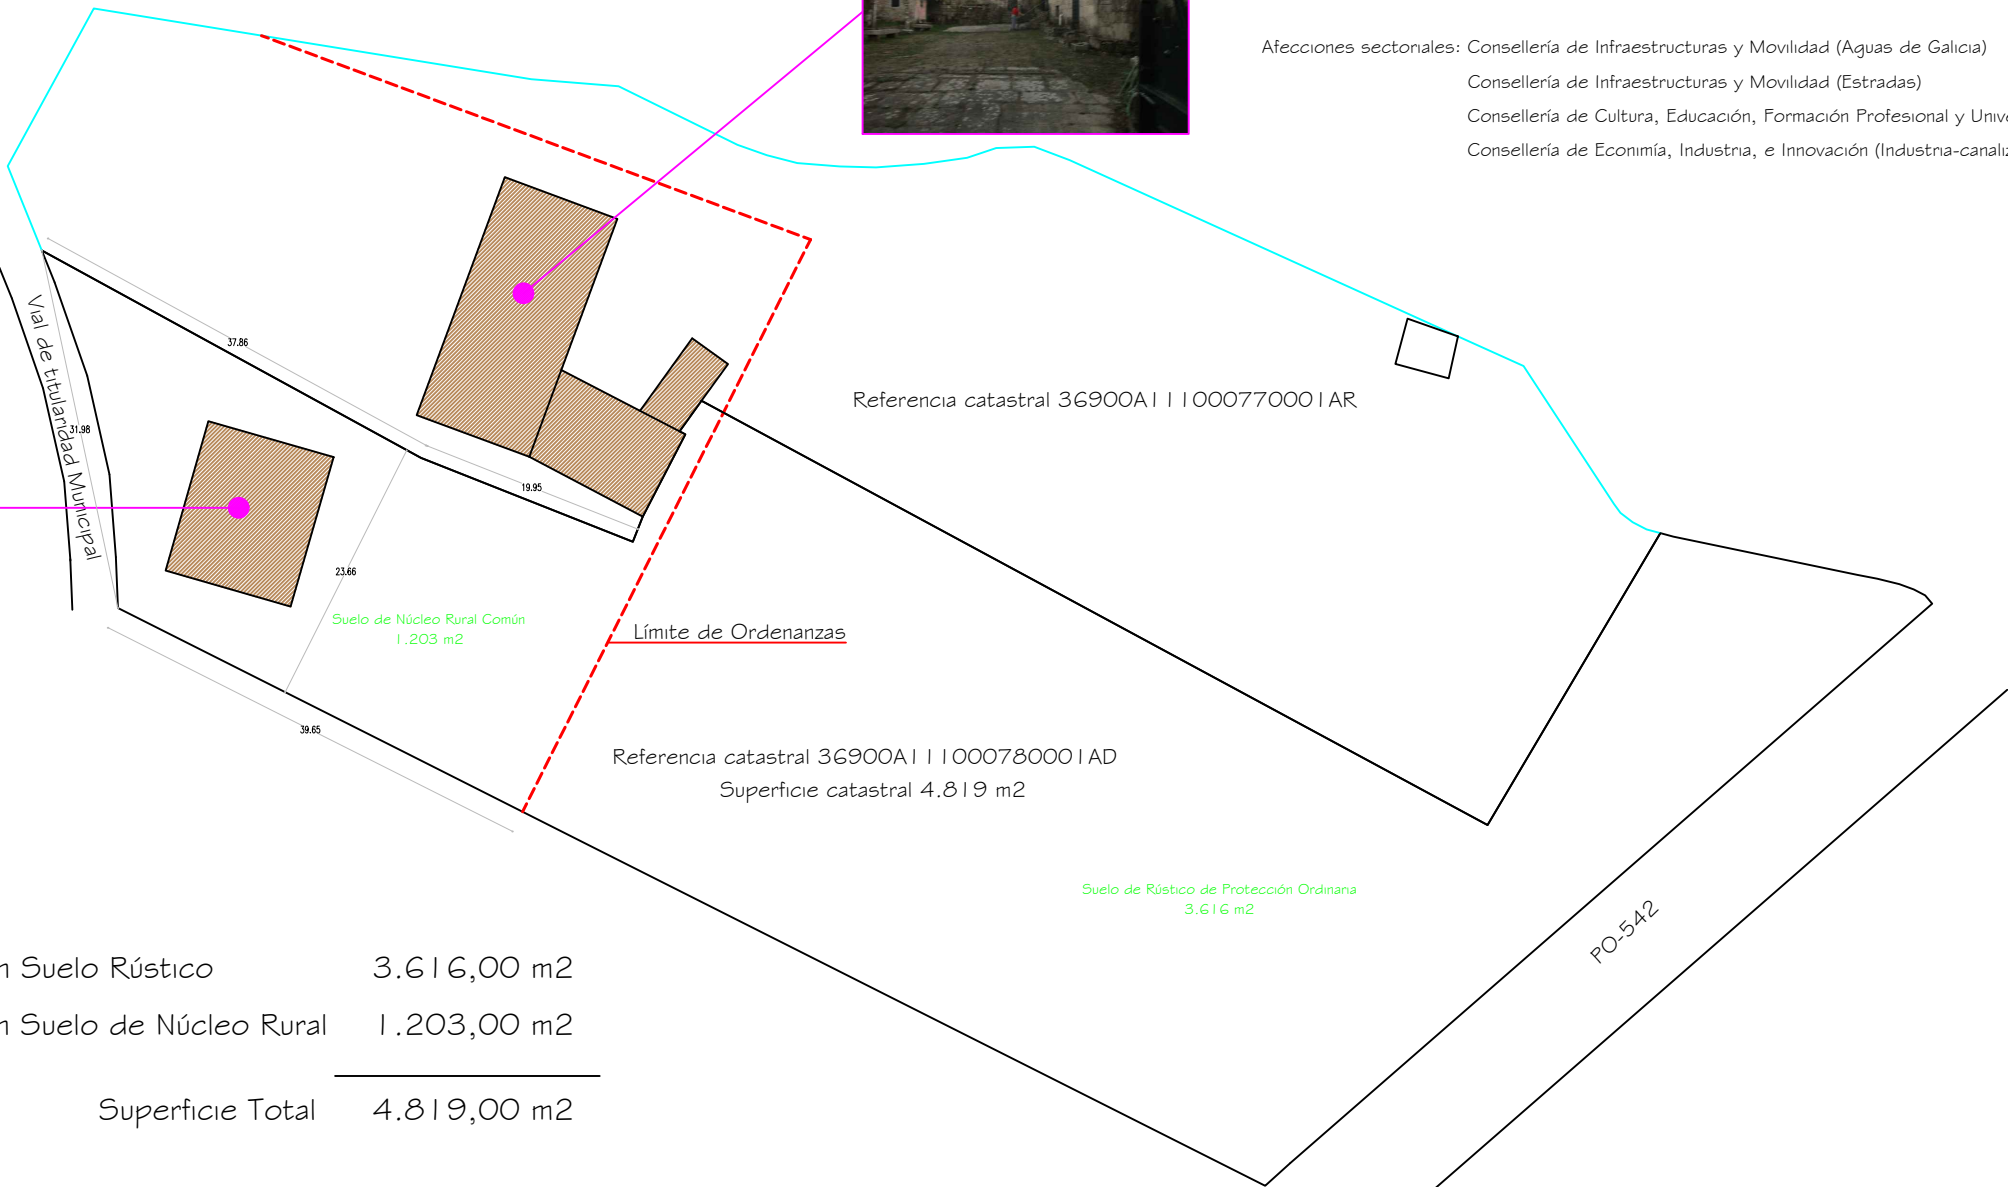 Afecciones sectoriales: Consellería de Infraestructuras y Movilidad (Aguas de Galicia)
Consellería de Infraestructuras y Movilidad (Estradas)
Consellería de Cultura, Educación, Formación Profesional y Unive
Consellería de Econimía, Industria, e Innovación (Industria-canaliz
Vial de titularidad Municipal
37.86
31.98
19.95
23.66
39.65
Referencia catastral 36900A111000770001AR
Suelo de Núcleo Rural Común
1.203 m2
Límite de Ordenanzas
Referencia catastral 36900A111000780001AD
Superficie catastral 4.819 m2
Suelo de Rústico de Protección Ordinaria
3.616 m2
PO-542
n Suelo Rústico 3.616,00 m2
n Suelo de Núcleo Rural 1.203,00 m2
Superficie Total 4.819,00 m2